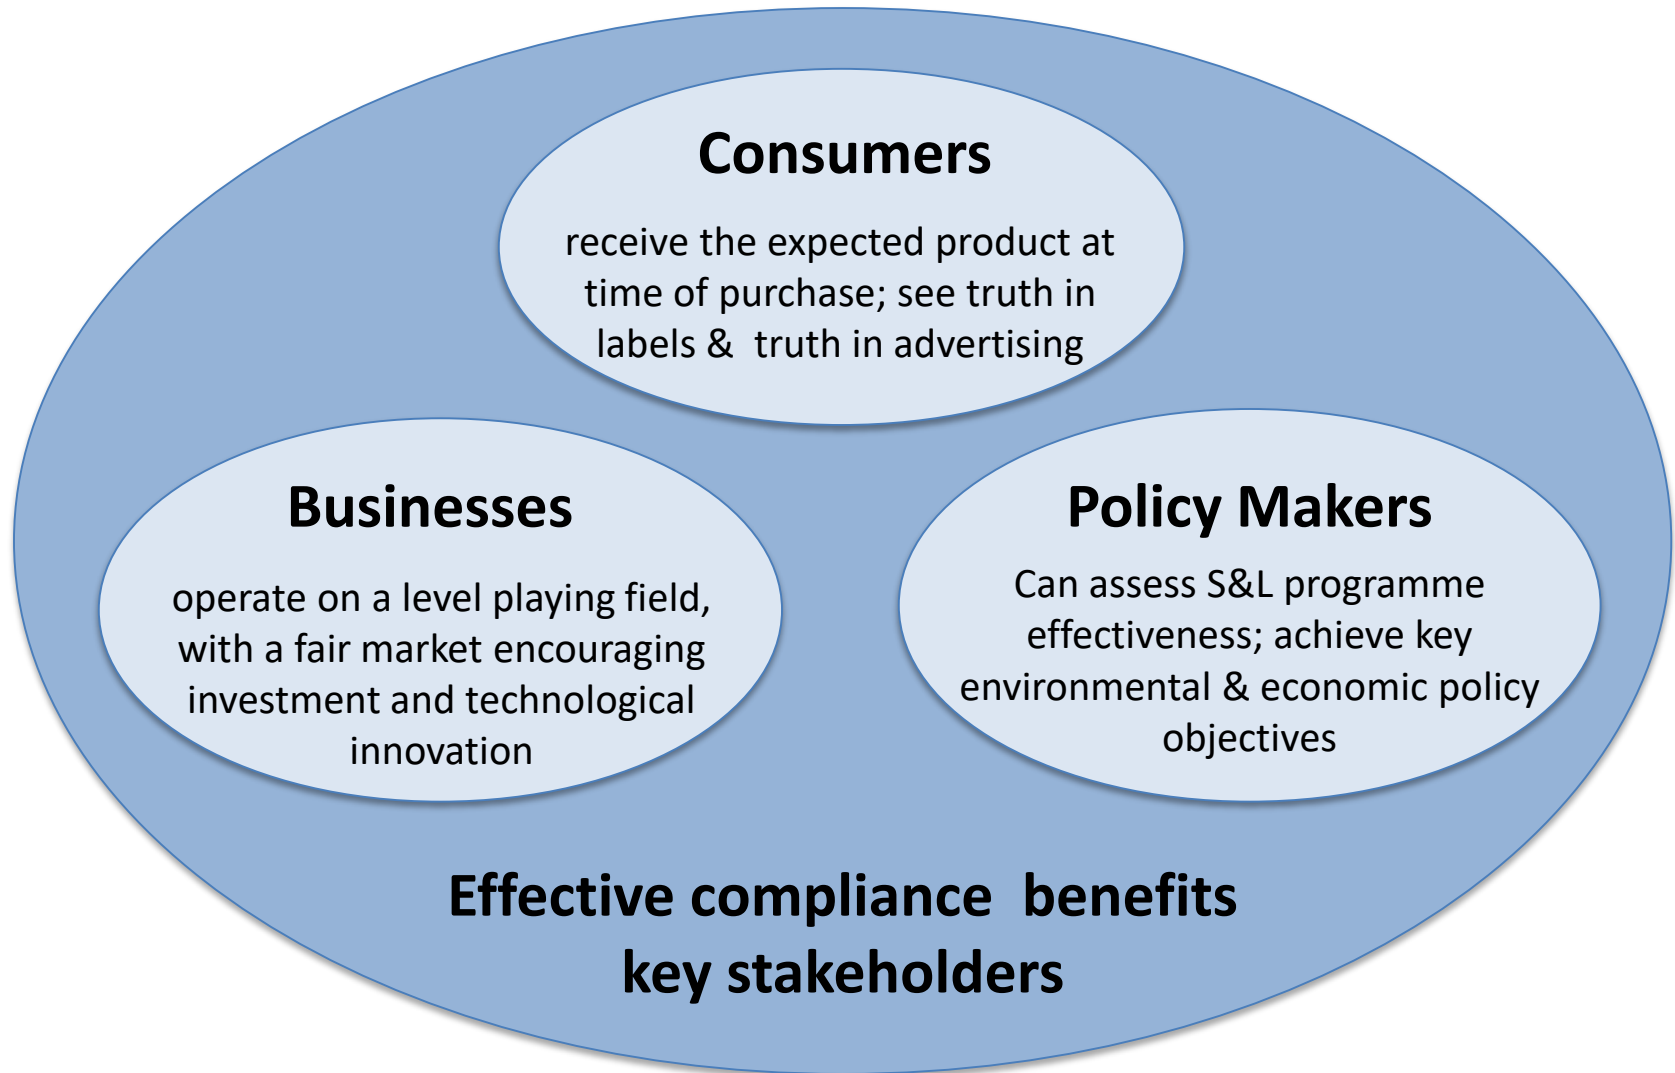 Consumers
receive the expected product at
time of purchase; see truth in
labels &  truth in advertising
Businesses
operate on a level playing field,
with a fair market encouraging
investment and technological
innovation
Policy Makers
Can assess S&L programme
effectiveness; achieve key
environmental & economic policy
objectives
Effective compliance  benefits
key stakeholders